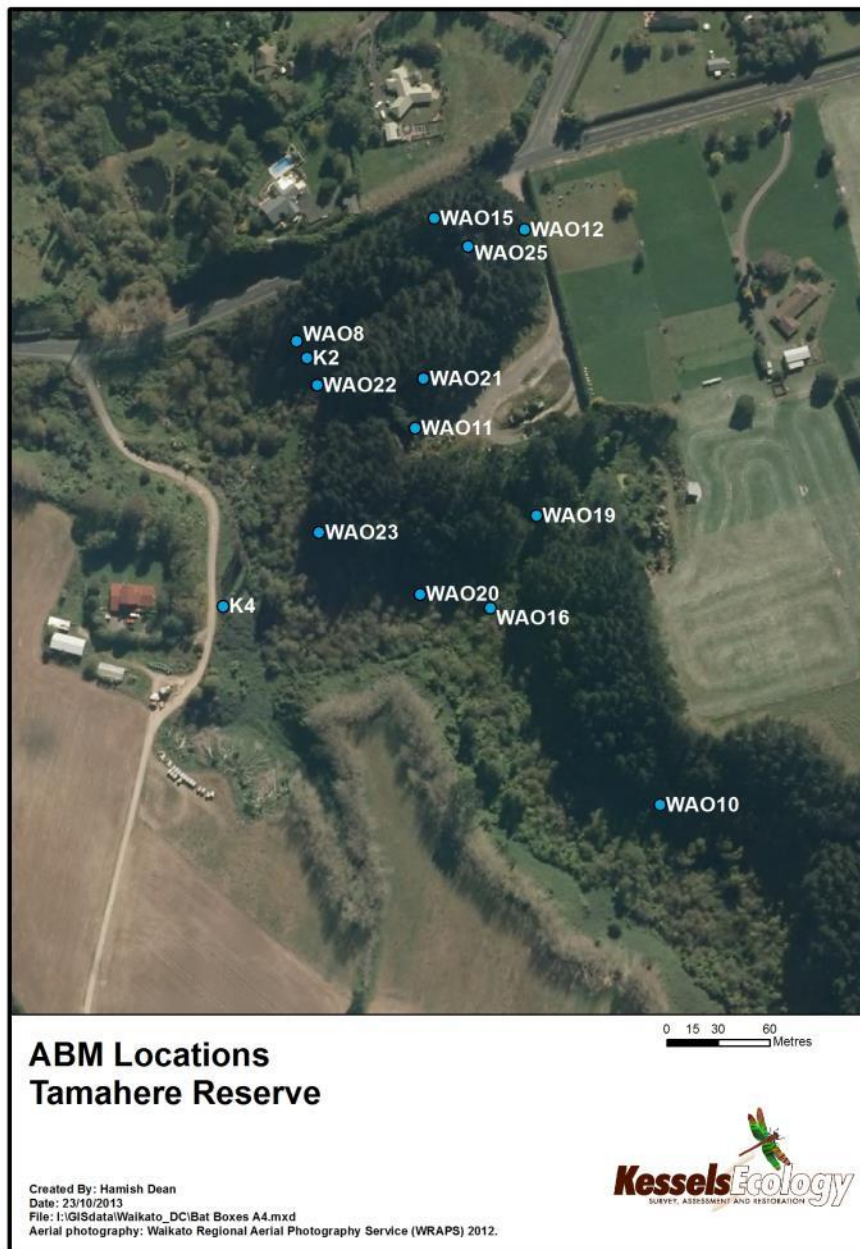 WAO15
WAO12
WAO25
WAO8
K2
WAO22
WAO21
WAO11
WAO19
WAO23
WAO20
K4
WAO16
WAO10
0 15 30 60
Metres
ABM Locations
Tamahere Reserve
KesselsEcology
SURVEY, ASSESSMENT AND RESTORATION
Created By: Hamish Dean
Date: 23/10/2013
File: I:\GISdata\Waikato_DC\Bat Boxes A4.mxd
Aerial photography: Waikato Regional Aerial Photography Service (WRAPS) 2012.